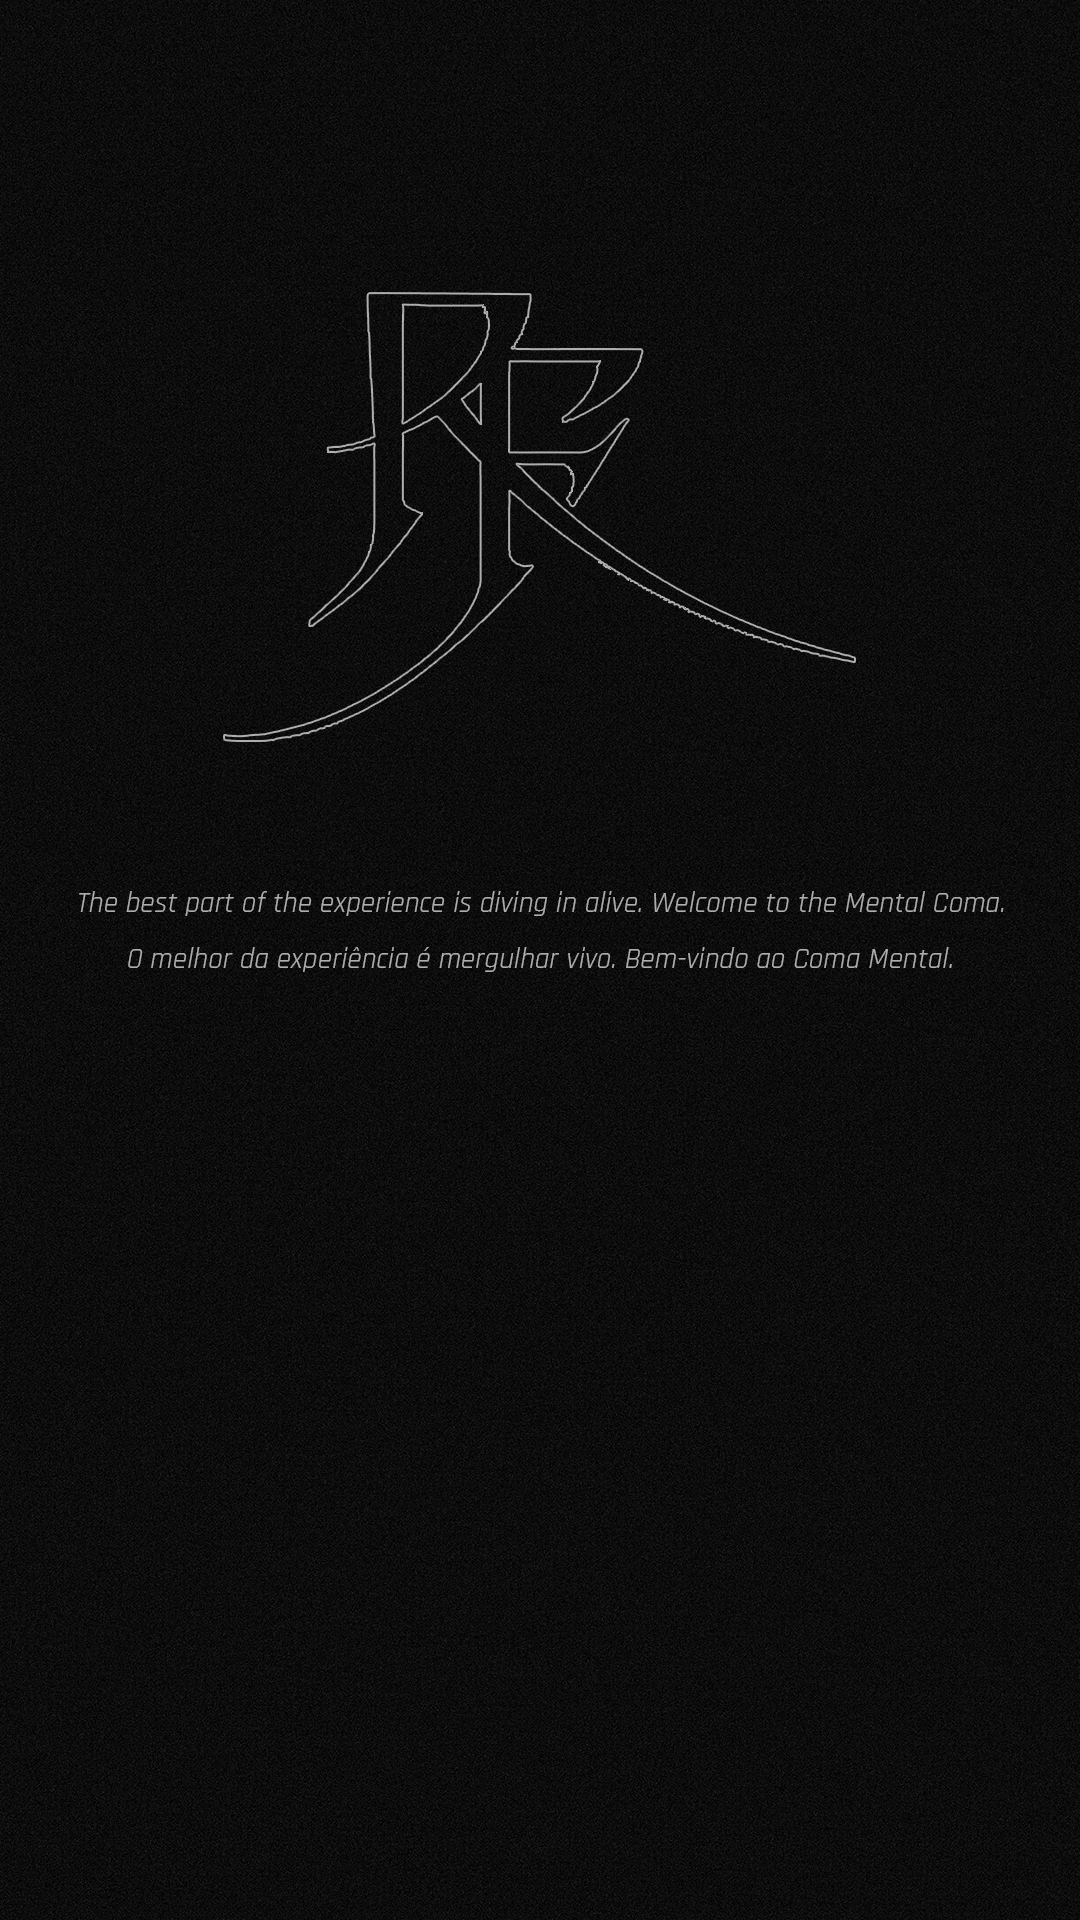 The best part of the experience is diving in alive. Welcome to the Mental Coma.
O melhor da experiência é mergulhar vivo. Bem-vindo ao Coma Mental.